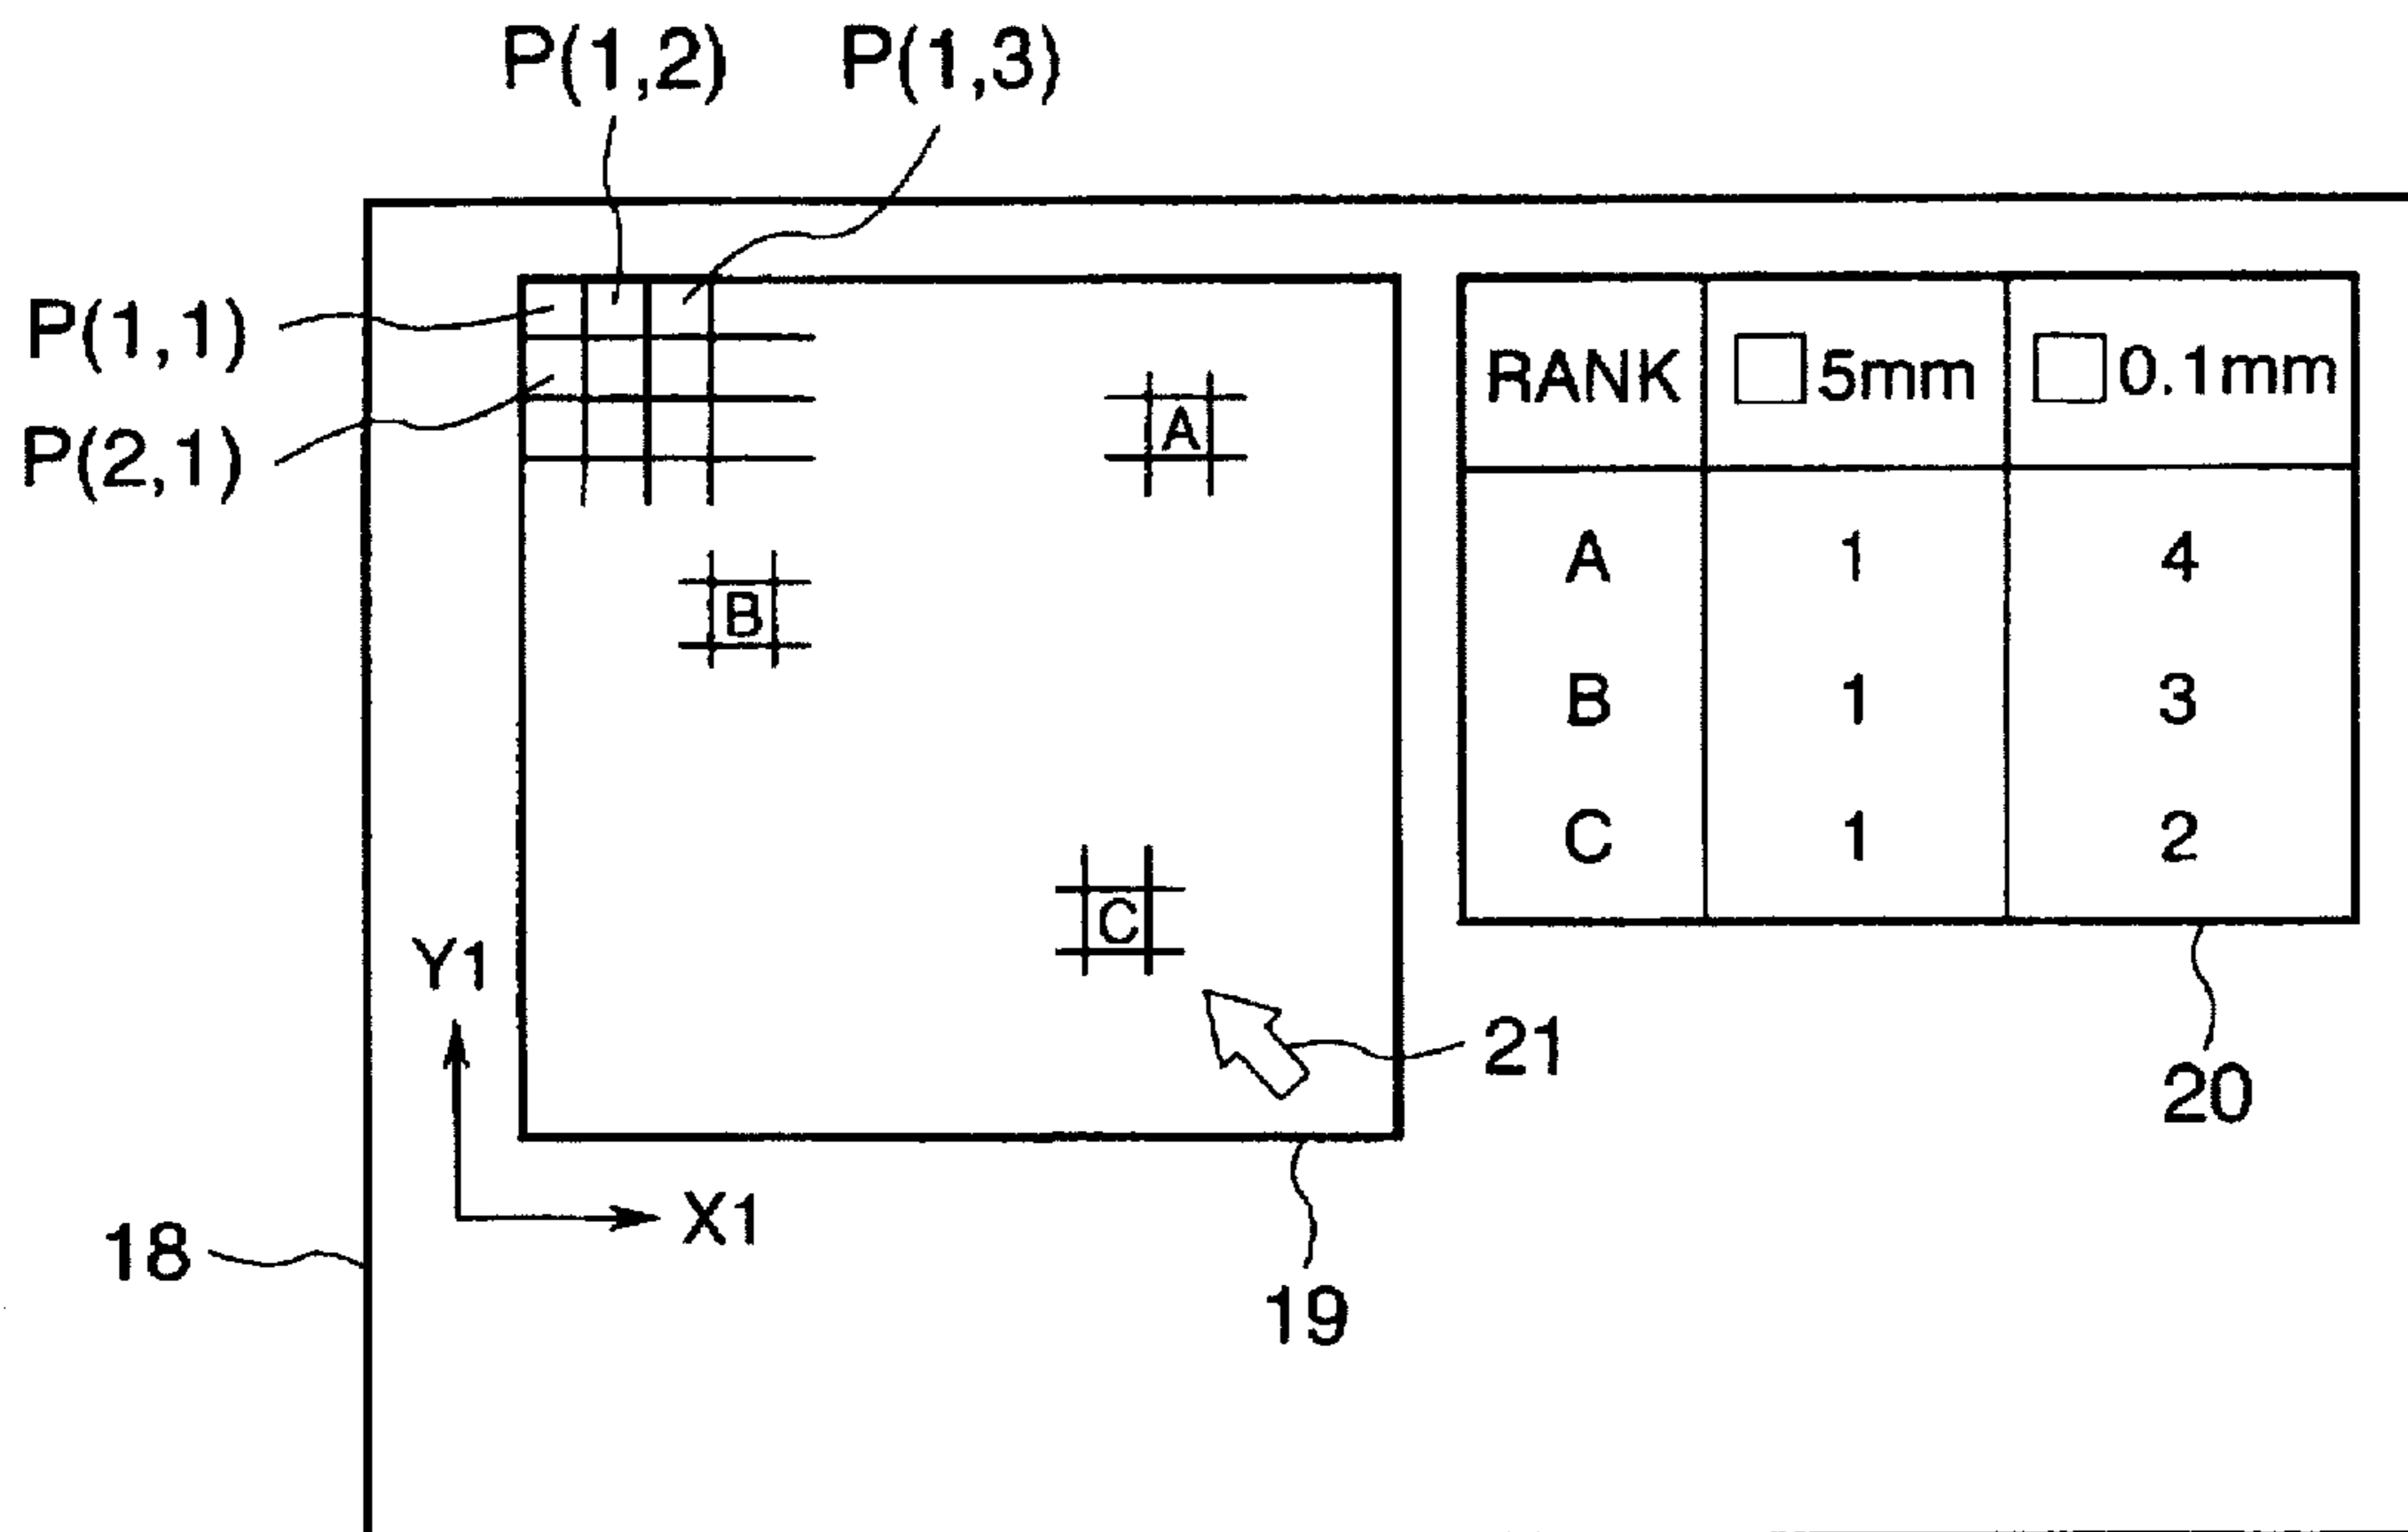 P(1,2) P(1,3)
P(1,1)
P(2,1)
RANK □5mm □0.1mm
A 1 4
B 1 3
C 1 2
A
B
C
Y1
X1
21
20
18
19